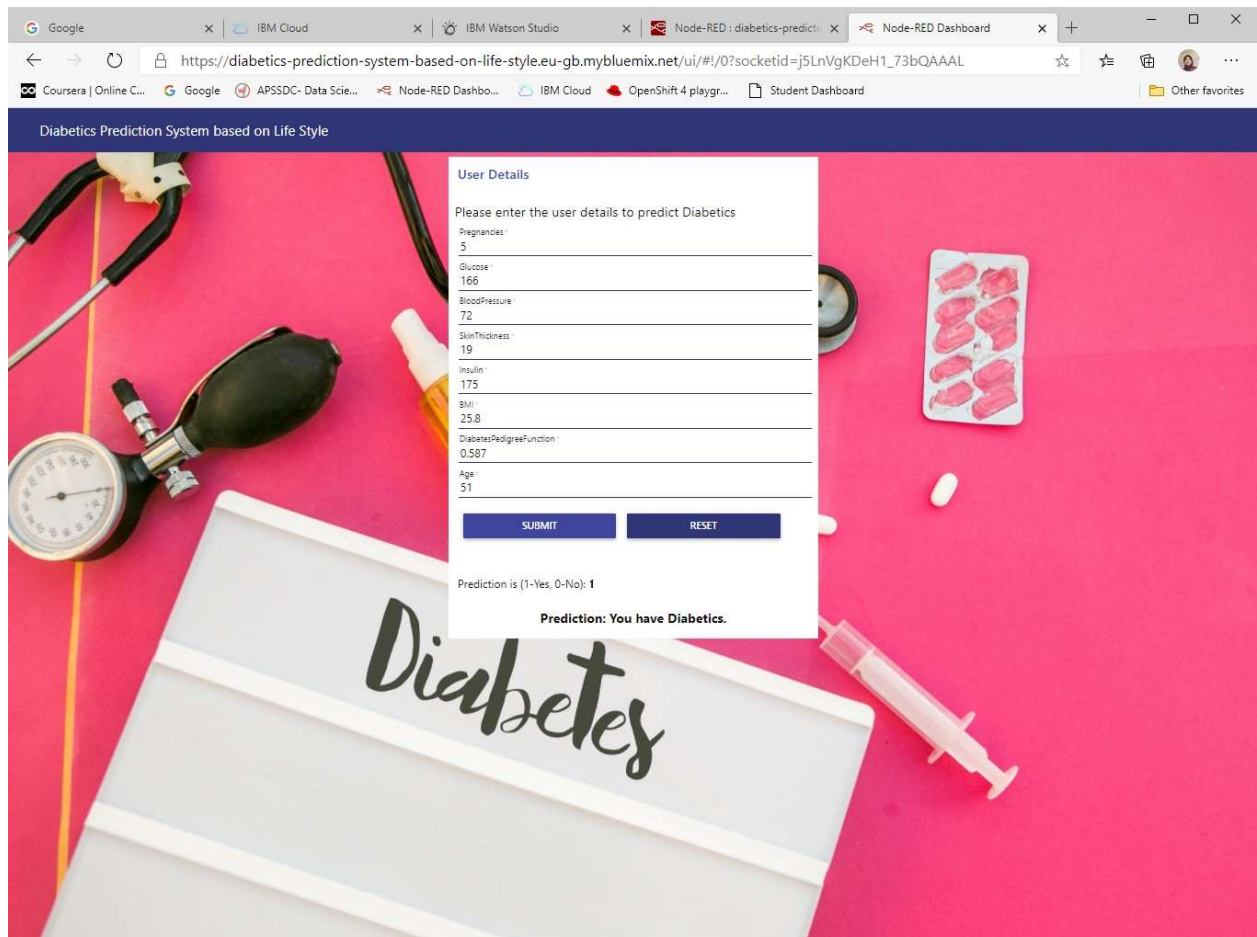 Google
IBM Cloud
IBM Watson Studio
Node-RED : diabetics-predicti
Node-RED Dashboard
https://diabetics-prediction-system-based-on-life-style.eu-gb.mybluemix.net/ui/#!/0?socketid=j5LnVgKDeH1_73bQAAAL
Coursera | Online C...
Google
APSSDC- Data Scie...
Node-RED Dashbo...
IBM Cloud
OpenShift 4 playgr...
Student Dashboard
Other favorites
Diabetics Prediction System based on Life Style
User Details
Please enter the user details to predict Diabetics
Pregnancies *
5
Glucose *
166
BloodPressure *
72
SkinThickness *
19
Insulin *
175
BMI *
25.8
DiabetesPedigreeFunction *
0.587
Age *
51
SUBMIT
RESET
Prediction is (1-Yes, 0-No): 1
Prediction: You have Diabetics.
Diabetes